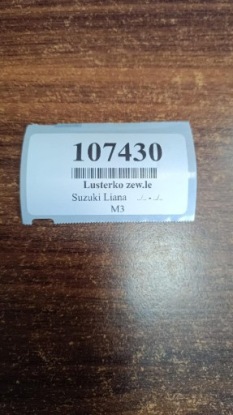 107430
Lusterko zew.le
Suzuki Liana ../.. - ../..
M3